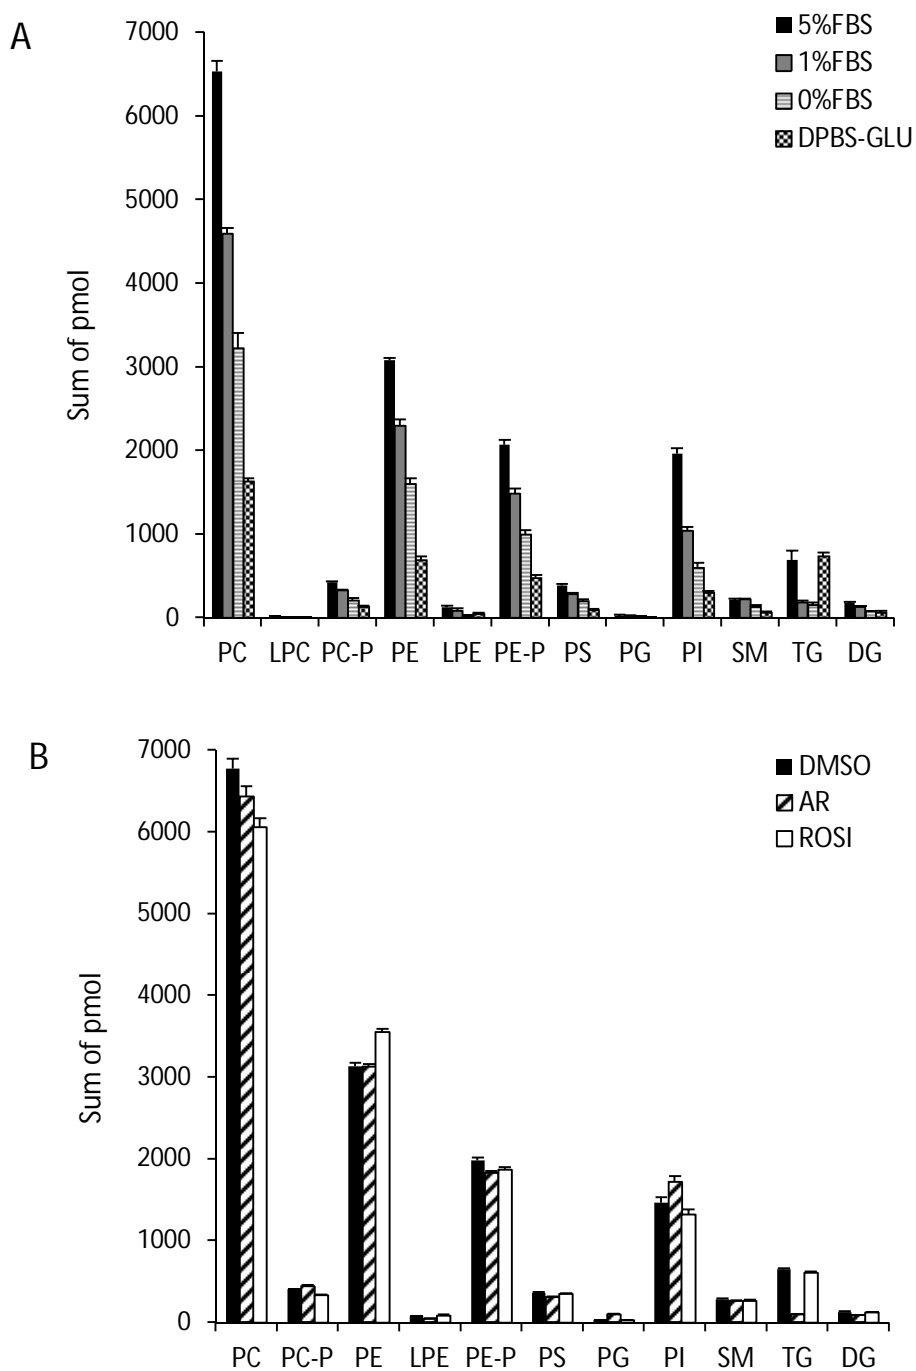 A
7000
6000
5000
4000
3000
2000
1000
0
Sum of pmol
5%FBS
1%FBS
0%FBS
DPBS-GLU
PC LPC PC-P PE LPE PE-P PS PG PI SM TG DG
B
7000
6000
5000
4000
3000
2000
1000
0
Sum of pmol
DMSO
AR
ROSI
PC PC-P PE LPE PE-P PS PG PI SM TG DG